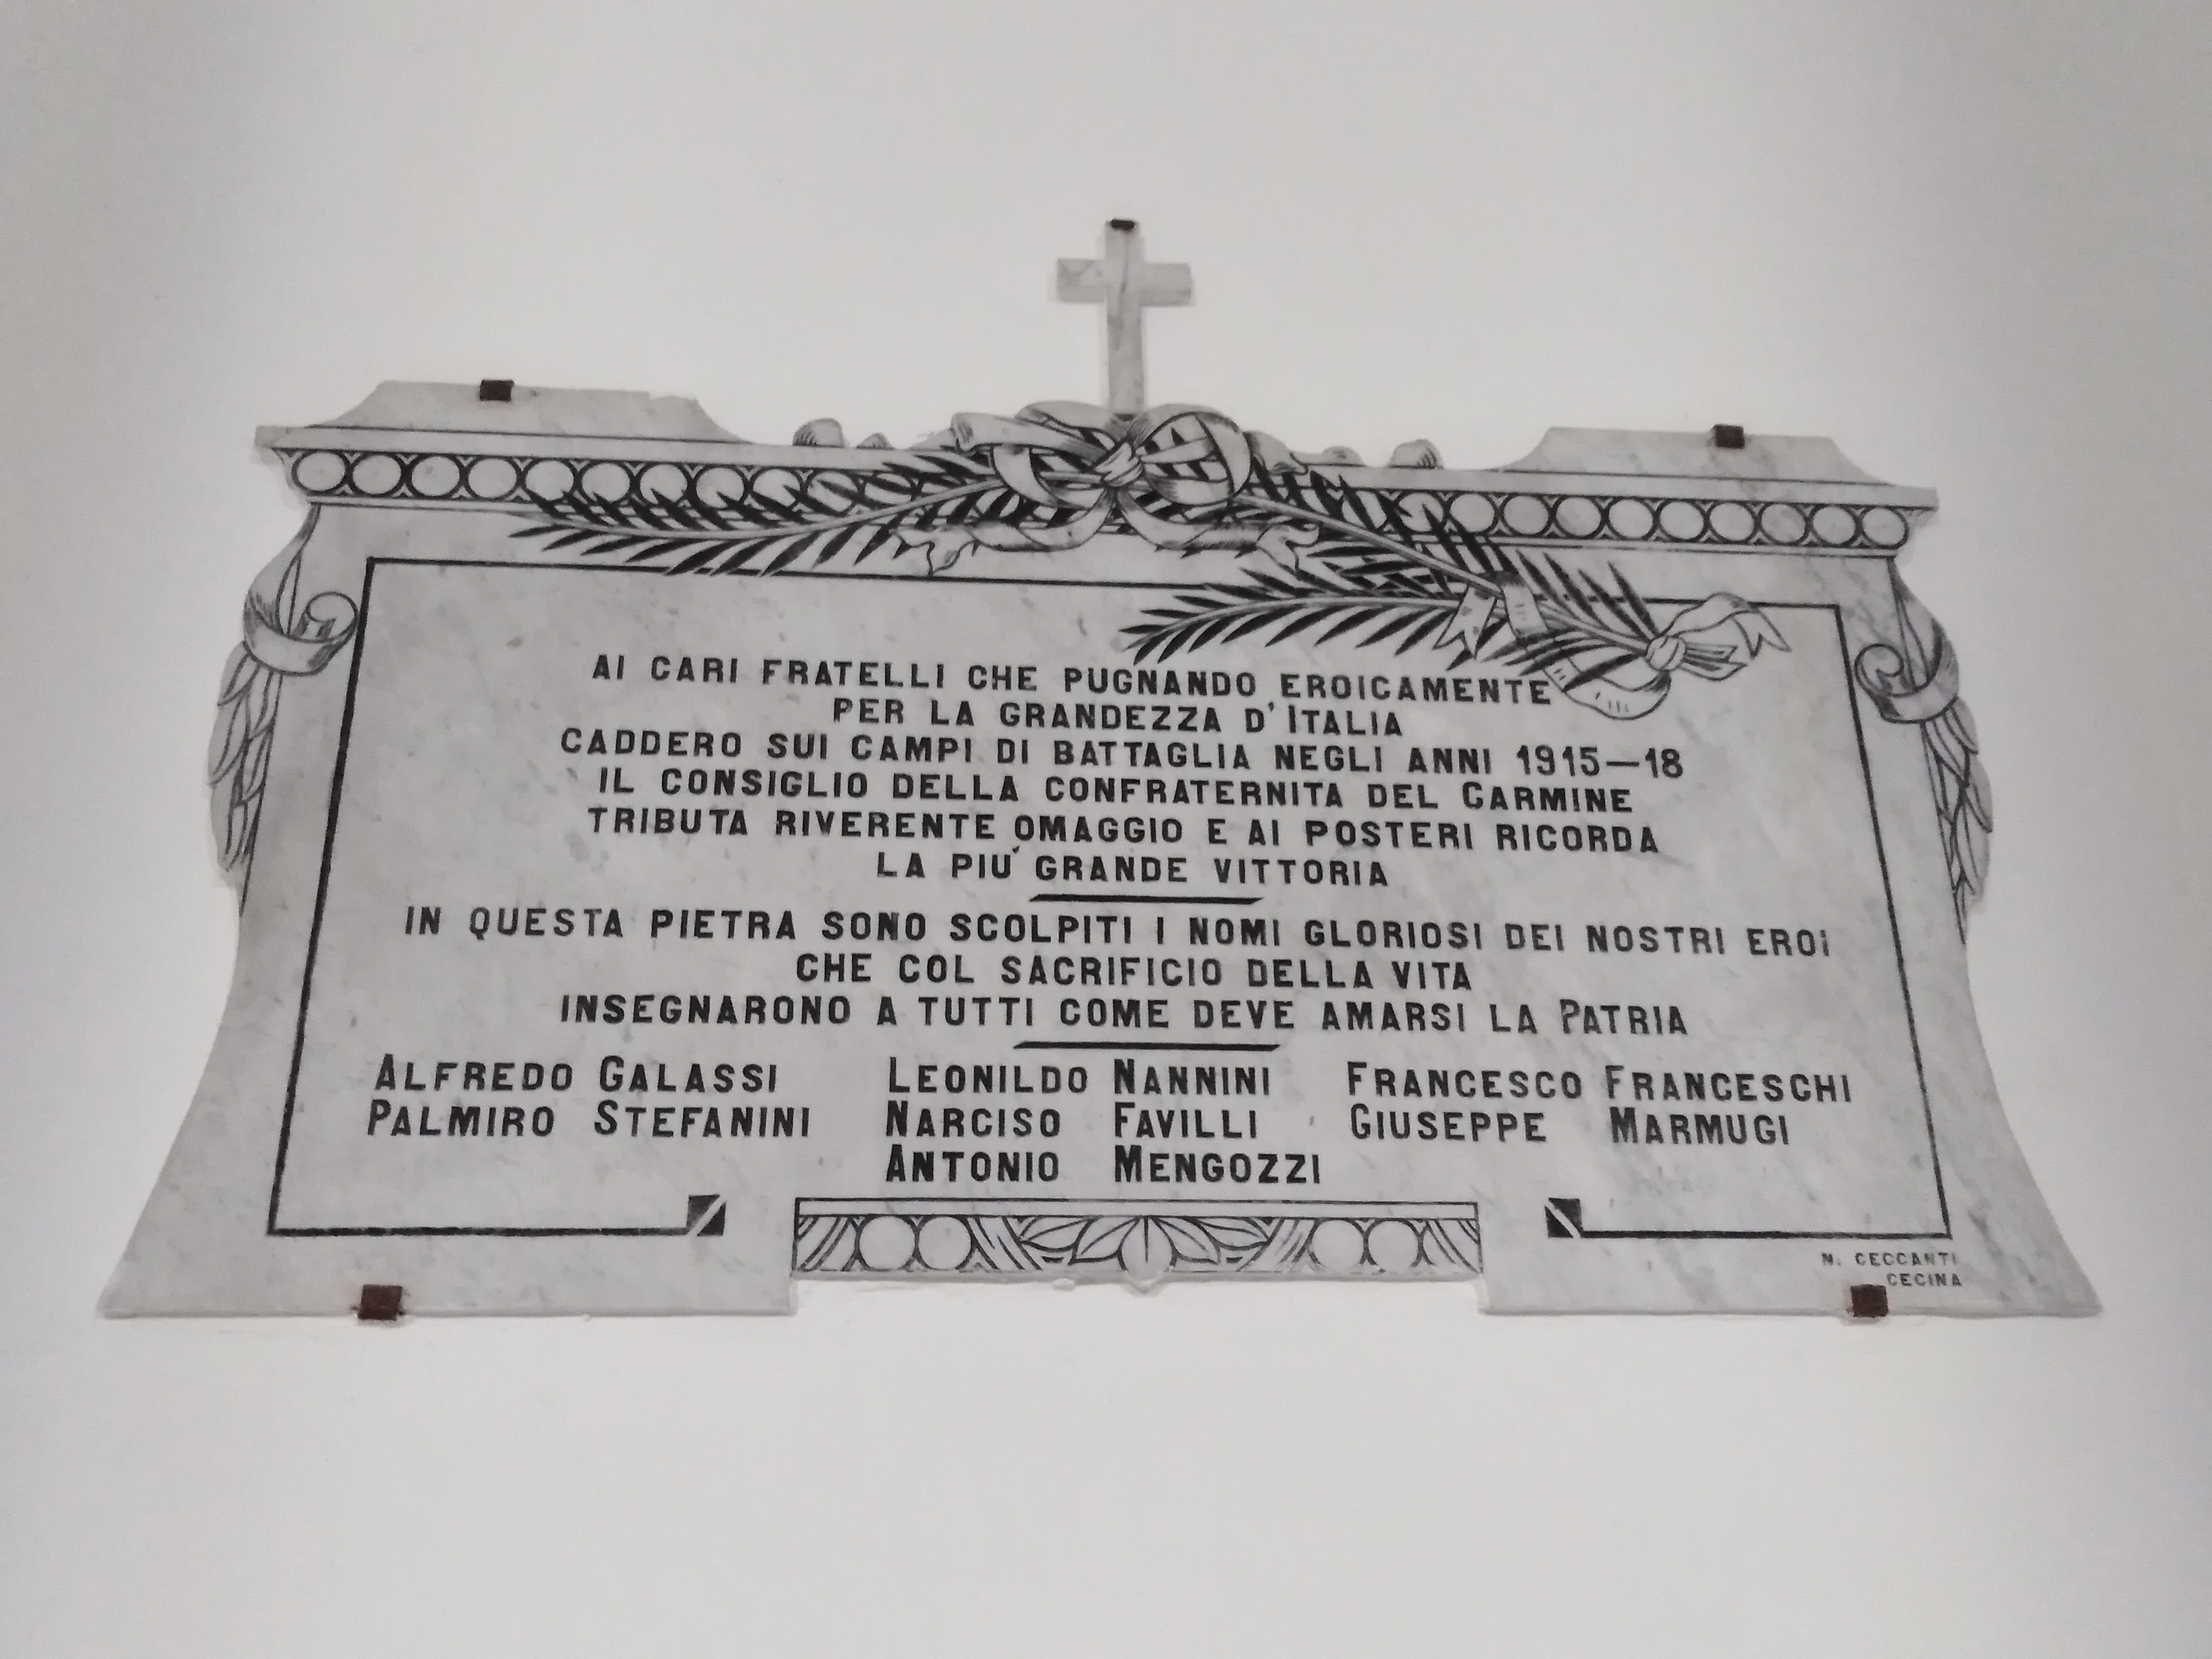 AI CARI FRATELLI CHE PUGNANDO EROICAMENTE
PER LA GRANDEZZA D'ITALIA
CADDERO SUI CAMPI DI BATTAGLIA NEGLI ANNI 1915–18
IL CONSIGLIO DELLA CONFRATERNITA DEL CARMINE
TRIBUTA RIVERENTE OMAGGIO E AI POSTERI RICORDA
LA PIU' GRANDE VITTORIA
IN QUESTA PIETRA SONO SCOLPITI I NOMI GLORIOSI DEI NOSTRI EROi
CHE COL SACRIFICIO DELLA VITA
INSEGNARONO A TUTTI COME DEVE AMARSI LA PATRIA
ALFREDO GALASSI LEONILDO NANNINI FRANCESCO FRANCESCHI
PALMIRO STEFANINI NARCISO FAVILLI GIUSEPPE MARMUGI
ANTONIO MENGOZZI
N. CECCANTI
CECINA